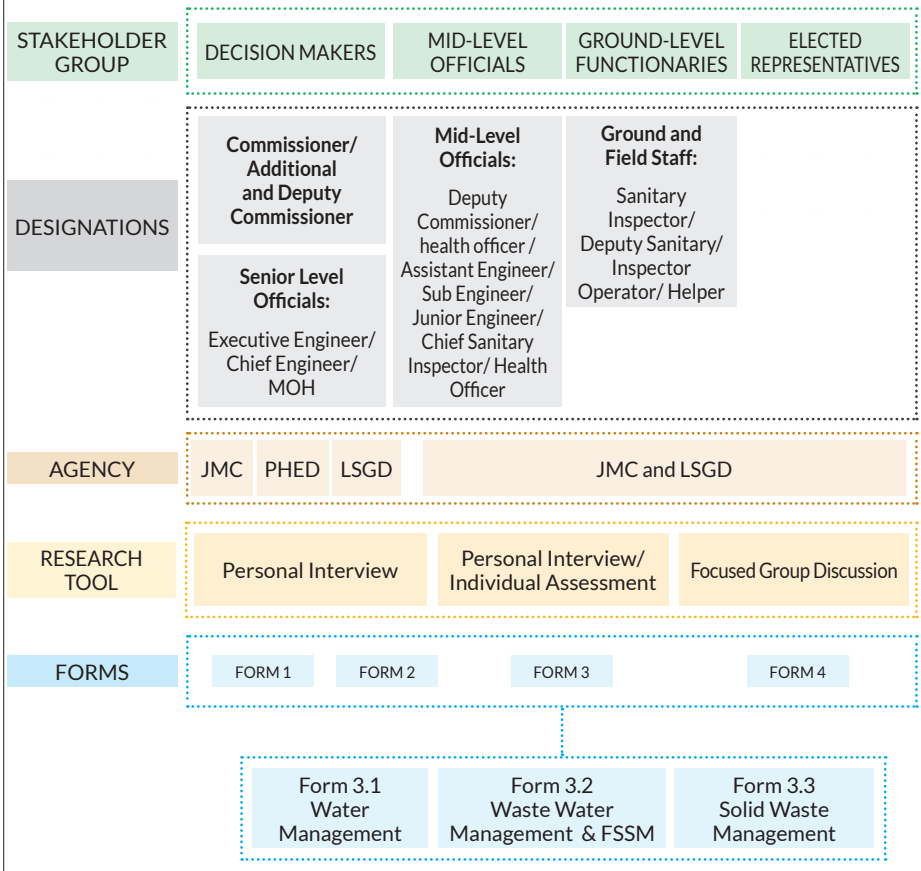 STAKEHOLDER
GROUP
DECISION MAKERS
MID-LEVEL
OFFICIALS
GROUND-LEVEL
FUNCTIONARIES
ELECTED
REPRESENTATIVES
DESIGNATIONS
Commissioner/
Additional
and Deputy
Commissioner
Senior Level
Officials:
Executive Engineer/
Chief Engineer/
MOH
Mid-Level
Officials:
Deputy
Commissioner/
health officer /
Assistant Engineer/
Sub Engineer/
Junior Engineer/
Chief Sanitary
Inspector/ Health
Officer
Ground and
Field Staff:
Sanitary
Inspector/
Deputy Sanitary/
Inspector
Operator/ Helper
AGENCY
JMC
PHED
LSGD
JMC and LSGD
RESEARCH
TOOL
Personal Interview
Personal Interview/
Individual Assessment
Focused Group Discussion
FORMS
FORM 1
FORM 2
FORM 3
FORM 4
Form 3.1
Water
Management
Form 3.2
Waste Water
Management & FSSM
Form 3.3
Solid Waste
Management